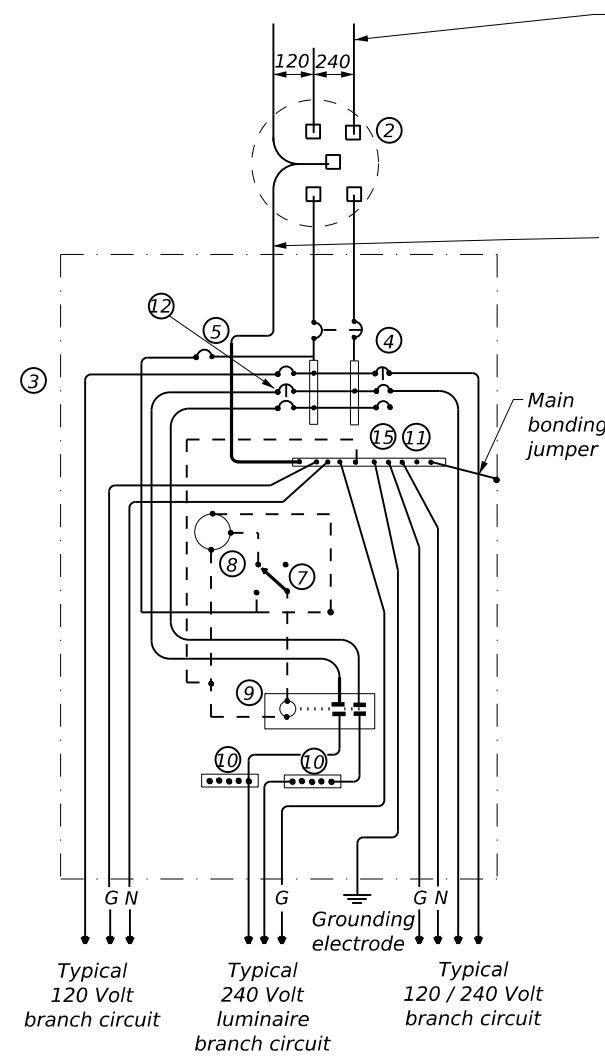 120 240
2
12
5
4
3
Main
bonding
jumper
15 11
8
7
9
10
10
G N
G
G N
Grounding
electrode
Typical
120 Volt
branch circuit
Typical
240 Volt
luminaire
branch circuit
Typical
120 / 240 Volt
branch circuit